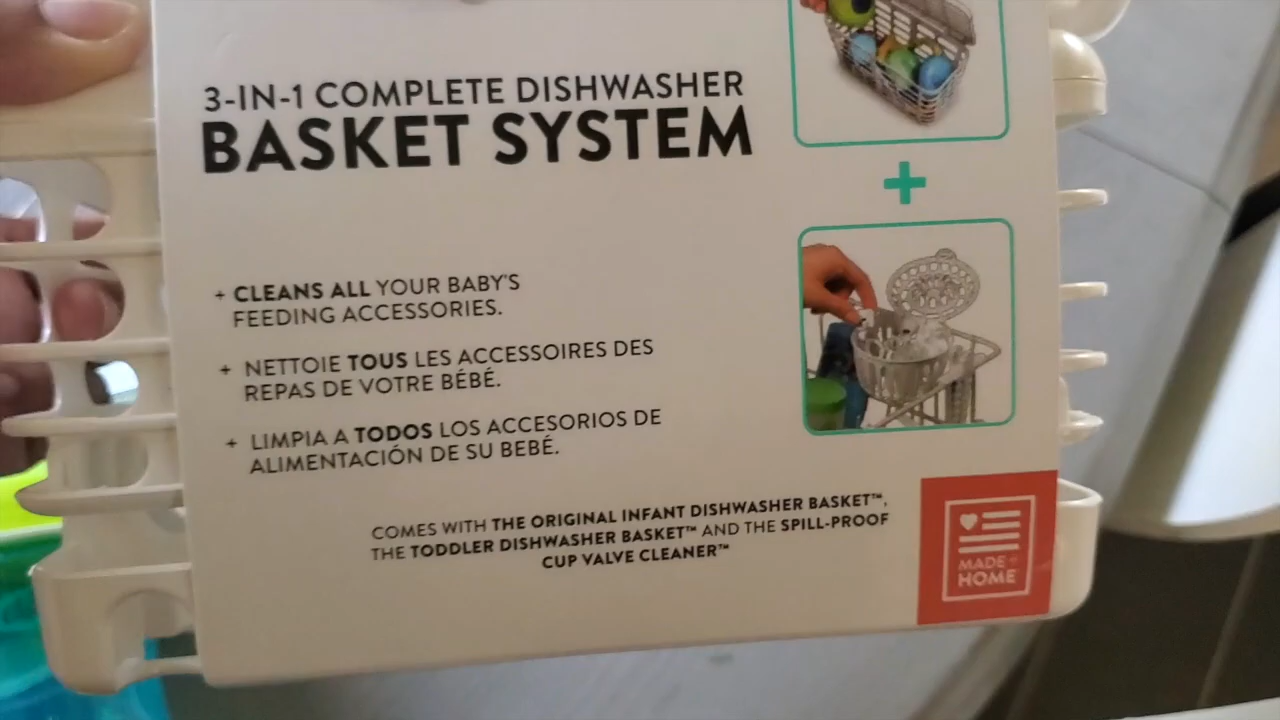 3-IN-1 COMPLETE DISHWASHER
BASKET SYSTEM
+ CLEANS ALL YOUR BABY'S
FEEDING ACCESSORIES.
+ NETTOIE TOUS LES ACCESSOIRES DES
REPAS DE VOTRE BÉBÉ.
+ LIMPIA A TODOS LOS ACCESORIOS DE
ALIMENTACIÓN DE SU BEBÉ.
COMES WITH THE ORIGINAL INFANT DISHWASHER BASKET™,
THE TODDLER DISHWASHER BASKET™ AND THE SPILL-PROOF
CUP VALVE CLEANER™
+
MADE
HOME